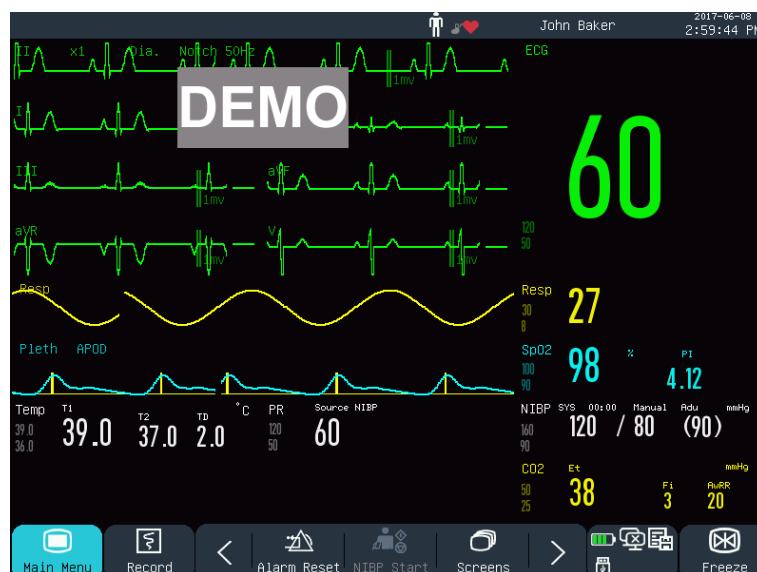 John Baker
2017-06-08
2:59:44 PM
II x1 Dia. Notch 50Hz
1mv
ECG
DEMO
60
120
50
I
1mv
III
1mv
aVF
1mv
aVR
1mv
V
1mv
Resp
Resp
30
8
27
Pleth APOD
SpO2
100
90
98
%
PI
4.12
Temp
39.0
36.0
T1
39.0
T2
37.0
TD
2.0
°C
PR
120
50
Source NIBP
60
NIBP SYS 00:00 Manual Adu mmHg
160
90
120 / 80 (90)
CO2 Et mmHg
50
25
38
Fi
3
AwRR
20
Main Menu
Record
Alarm Reset
NIBP Start
Screens
Freeze